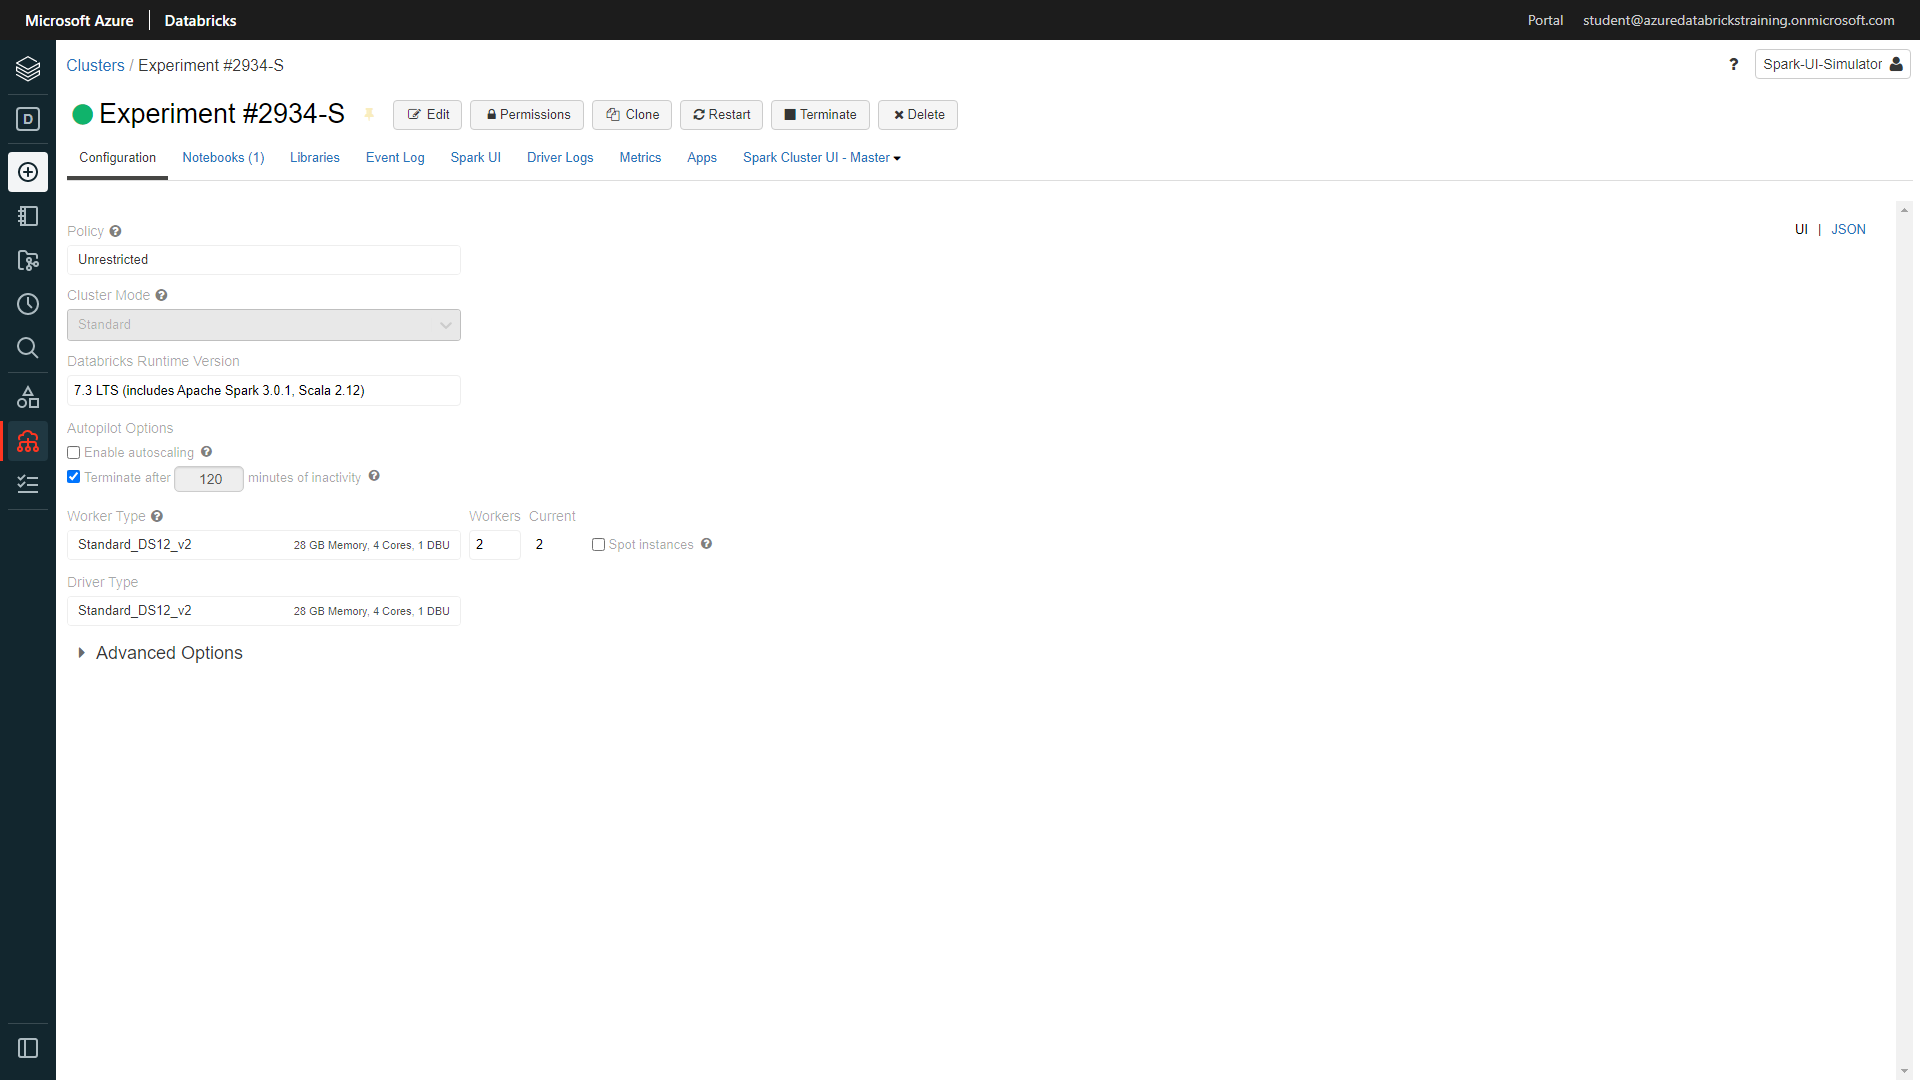 Microsoft Azure Databricks Portal student@azuredatabrickstraining.onmicrosoft.com
Clusters / Experiment #2934-S ? Spark-UI-Simulator
D
Experiment #2934-S Edit Permissions Clone Restart Terminate Delete
Configuration Notebooks (1) Libraries Event Log Spark UI Driver Logs Metrics Apps Spark Cluster UI - Master
UI | JSON
Policy ?
Unrestricted
Cluster Mode ?
Standard
Databricks Runtime Version
7.3 LTS (includes Apache Spark 3.0.1, Scala 2.12)
Autopilot Options
Enable autoscaling ?
Terminate after 120 minutes of inactivity ?
Worker Type ? Workers Current
Standard_DS12_v2 28 GB Memory, 4 Cores, 1 DBU 2 2 Spot instances ?
Driver Type
Standard_DS12_v2 28 GB Memory, 4 Cores, 1 DBU
Advanced Options